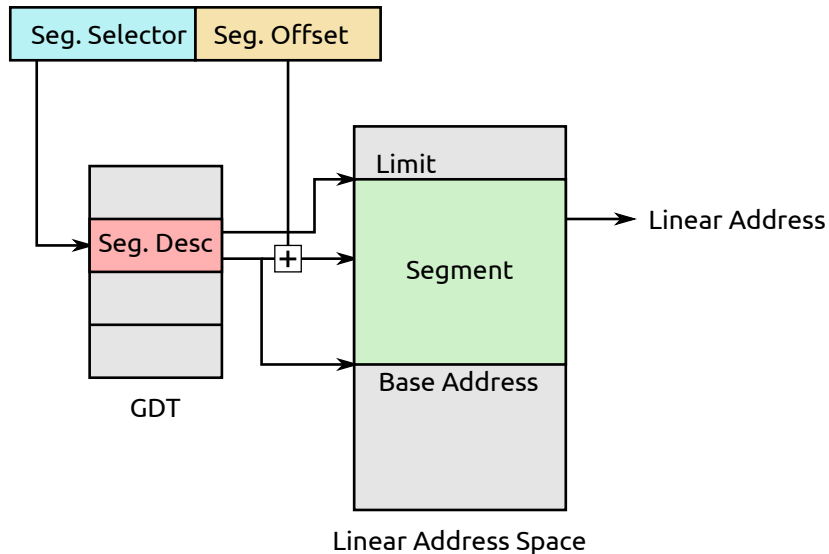 Seg. Selector Seg. Offset
Limit
Linear Address
Seg. Desc
+
Segment
Base Address
GDT
Linear Address Space